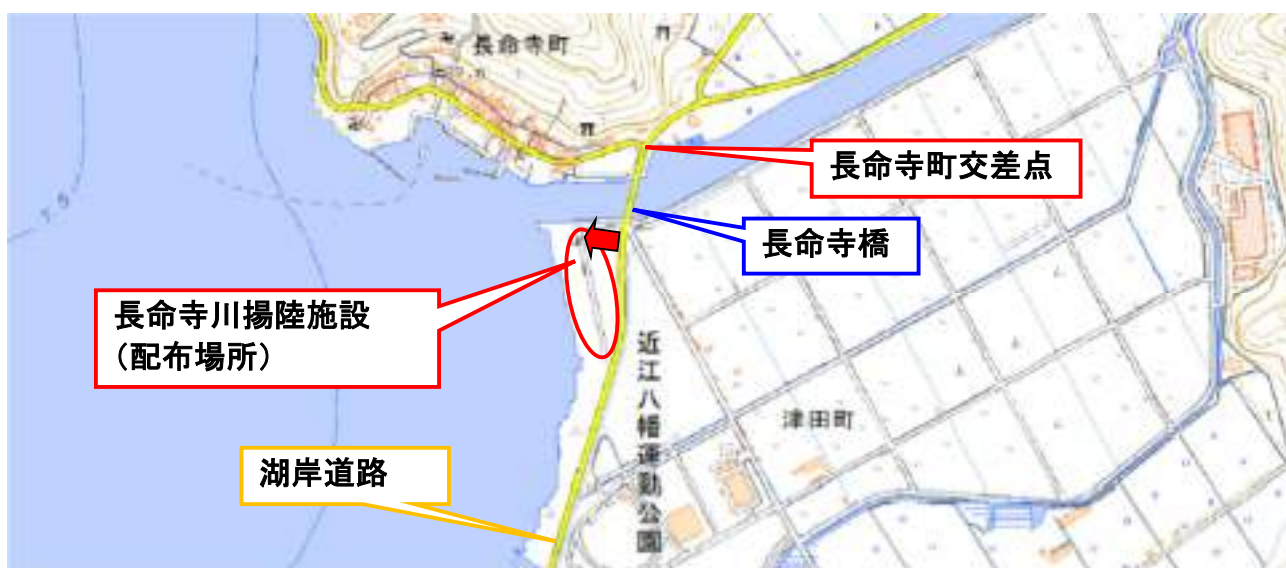 長命寺町
長命寺町交差点
長命寺橋
長命寺川揚陸施設
（配布場所）
近江八幡運動公園
津田町
湖岸道路